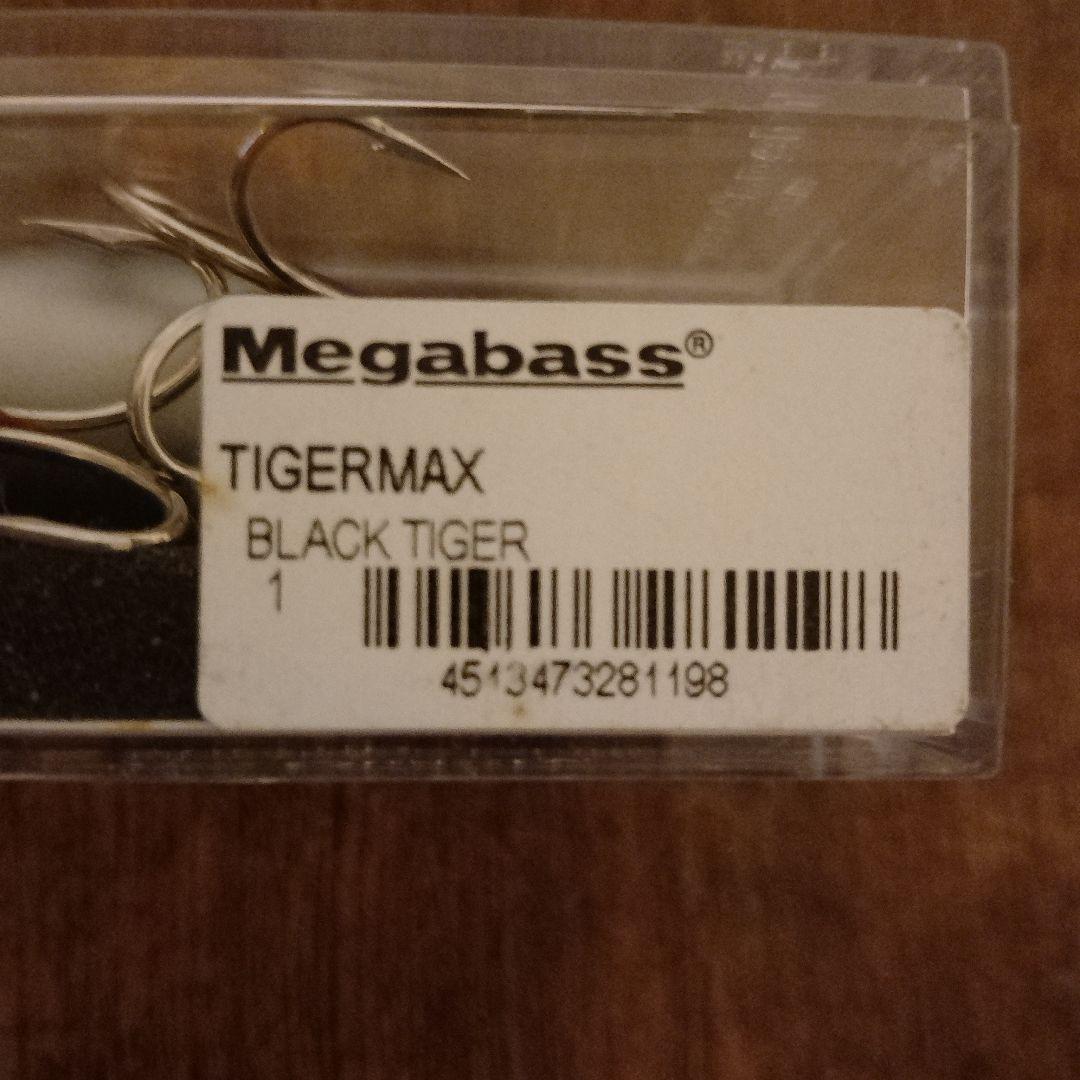 Megabass®
TIGERMAX
BLACK TIGER
1
4513473281198